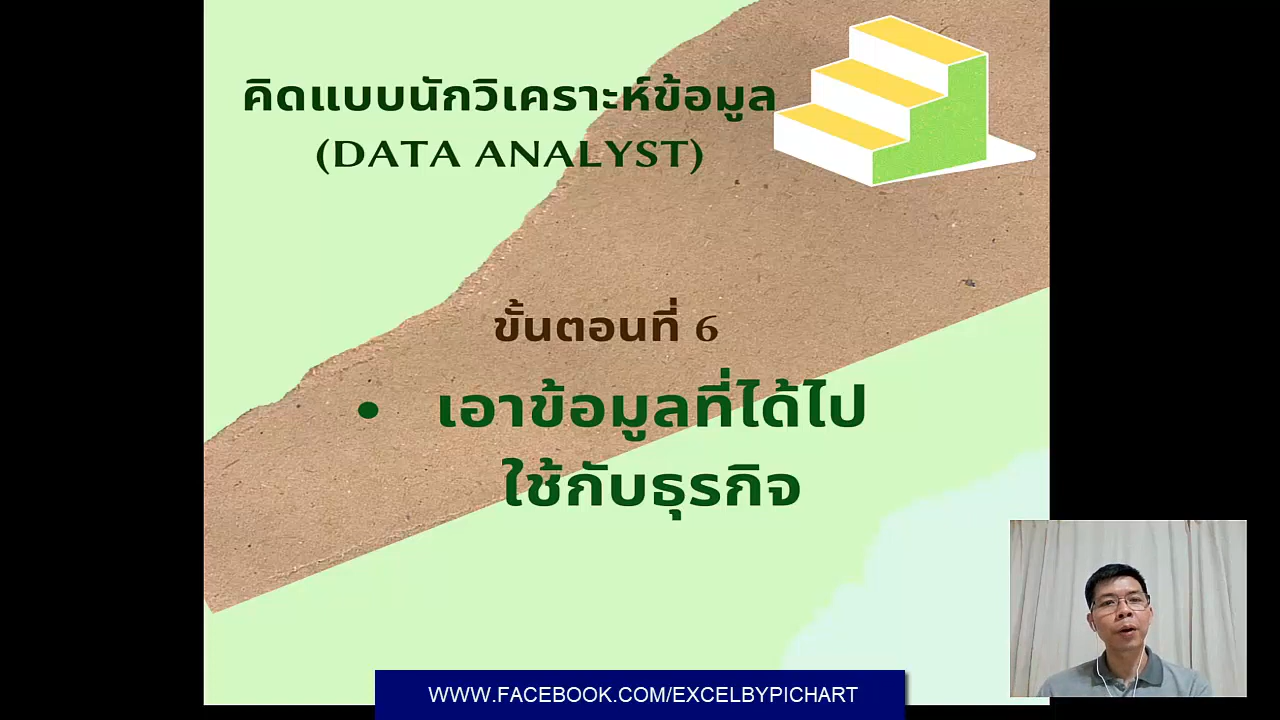 คิดแบบนักวิเคราะห์ข้อมูล
(DATA ANALYST)
ขั้นตอนที่ 6
• เอาข้อมูลที่ได้ไป
ใช้กับธุรกิจ
WWW.FACEBOOK.COM/EXCELBYPICHART